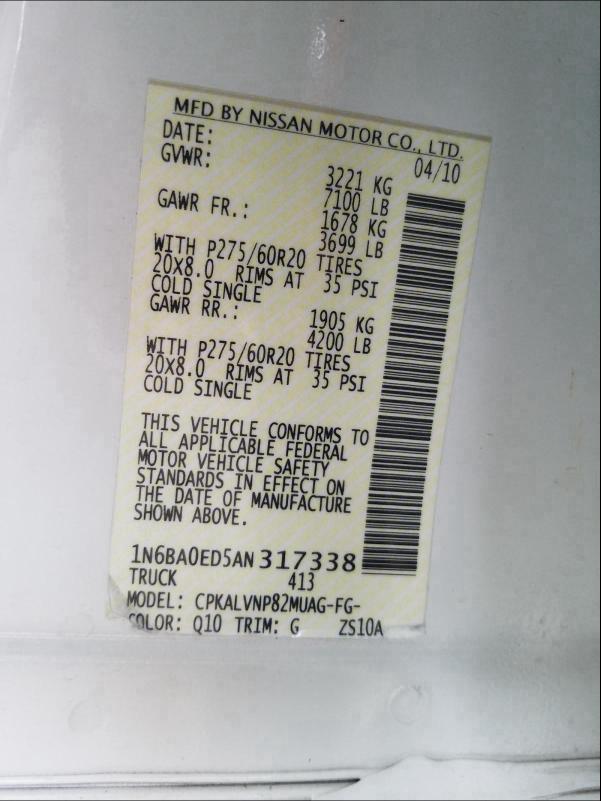 MFD BY NISSAN MOTOR CO., LTD.
DATE: 04/10
GVWR: 3221 KG
7100 LB
GAWR FR.: 1678 KG
3699 LB
WITH P275/60R20 TIRES
20X8.0 RIMS AT 35 PSI
COLD SINGLE
GAWR RR.: 1905 KG
4200 LB
WITH P275/60R20 TIRES
20X8.0 RIMS AT 35 PSI
COLD SINGLE
THIS VEHICLE CONFORMS TO
ALL APPLICABLE FEDERAL
MOTOR VEHICLE SAFETY
STANDARDS IN EFFECT ON
THE DATE OF MANUFACTURE
SHOWN ABOVE.
1N6BA0ED5AN317338
TRUCK 413
MODEL: CPKALVNP82MUAG-FG-
COLOR: Q10 TRIM: G ZS10A